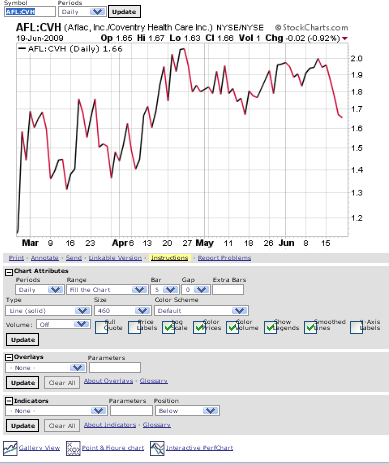 Symbol Periods
AFL:CVH Daily Update
AFL:CVH (Aflac, Inc./Coventry Health Care Inc.) NYSE/NYSE © StockCharts.com
19-Jun-2009 Op 1.65 Hi 1.67 Lo 1.63 Cl 1.66 Vol 1 Chg -0.02 (-0.92%)
AFL:CVH (Daily) 1.66
2.0
1.9
1.8
1.7
1.6
1.5
1.4
1.3
1.2
Mar 9 16 23 Apr 6 13 20 27 May 11 18 26 Jun 8 15
Print · Annotate · Send · Linkable Version · Instructions · Report Problems
Chart Attributes
Periods Range Bar Gap Extra Bars
Daily Fill the Chart 5 0
Type Size Color Scheme
Line (solid) 460 Default
Volume: Off Full Quote Price Labels Log Scale Color Prices Color Volume Show Legends Smoothed Lines Y-Axis Labels
Update
Overlays Parameters
- None -
Update Clear All About Overlays - Glossary
Indicators Parameters Position
- None - Below
Update Clear All About Indicators - Glossary
Gallery View Point & Figure chart Interactive PerfChart